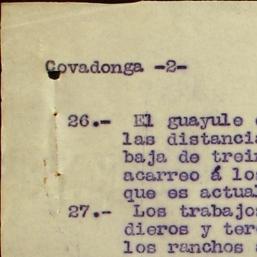 Covadonga -2-
26.- El guayule
las distancia
baja de trein
acarreo á los
que es actual
27.- Los trabajos
dieros y ter
los ranchos